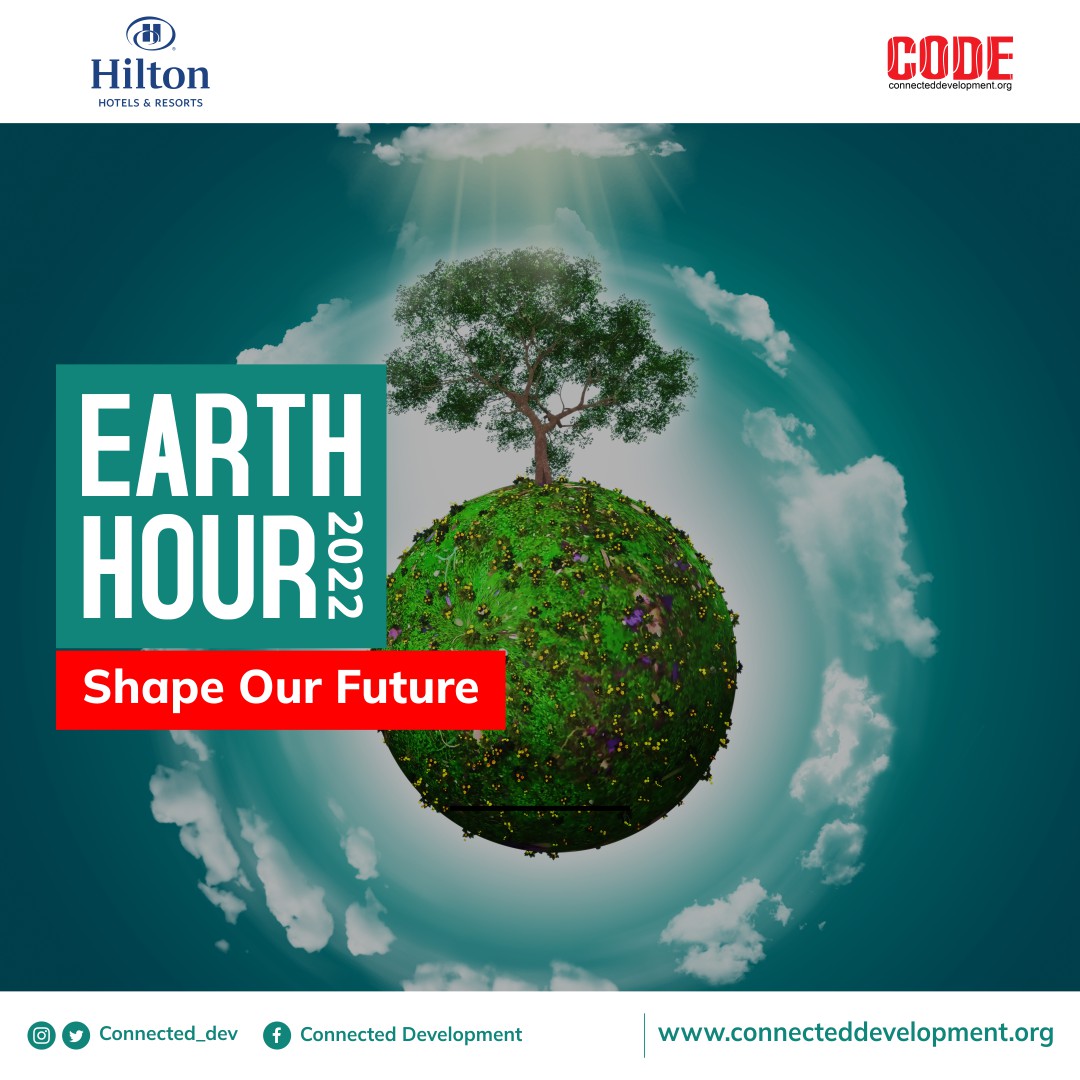 Hilton
HOTELS & RESORTS
CODE
connecteddevelopment.org
EARTH
HOUR
2022
Shape Our Future
Connected_dev
Connected Development
www.connecteddevelopment.org